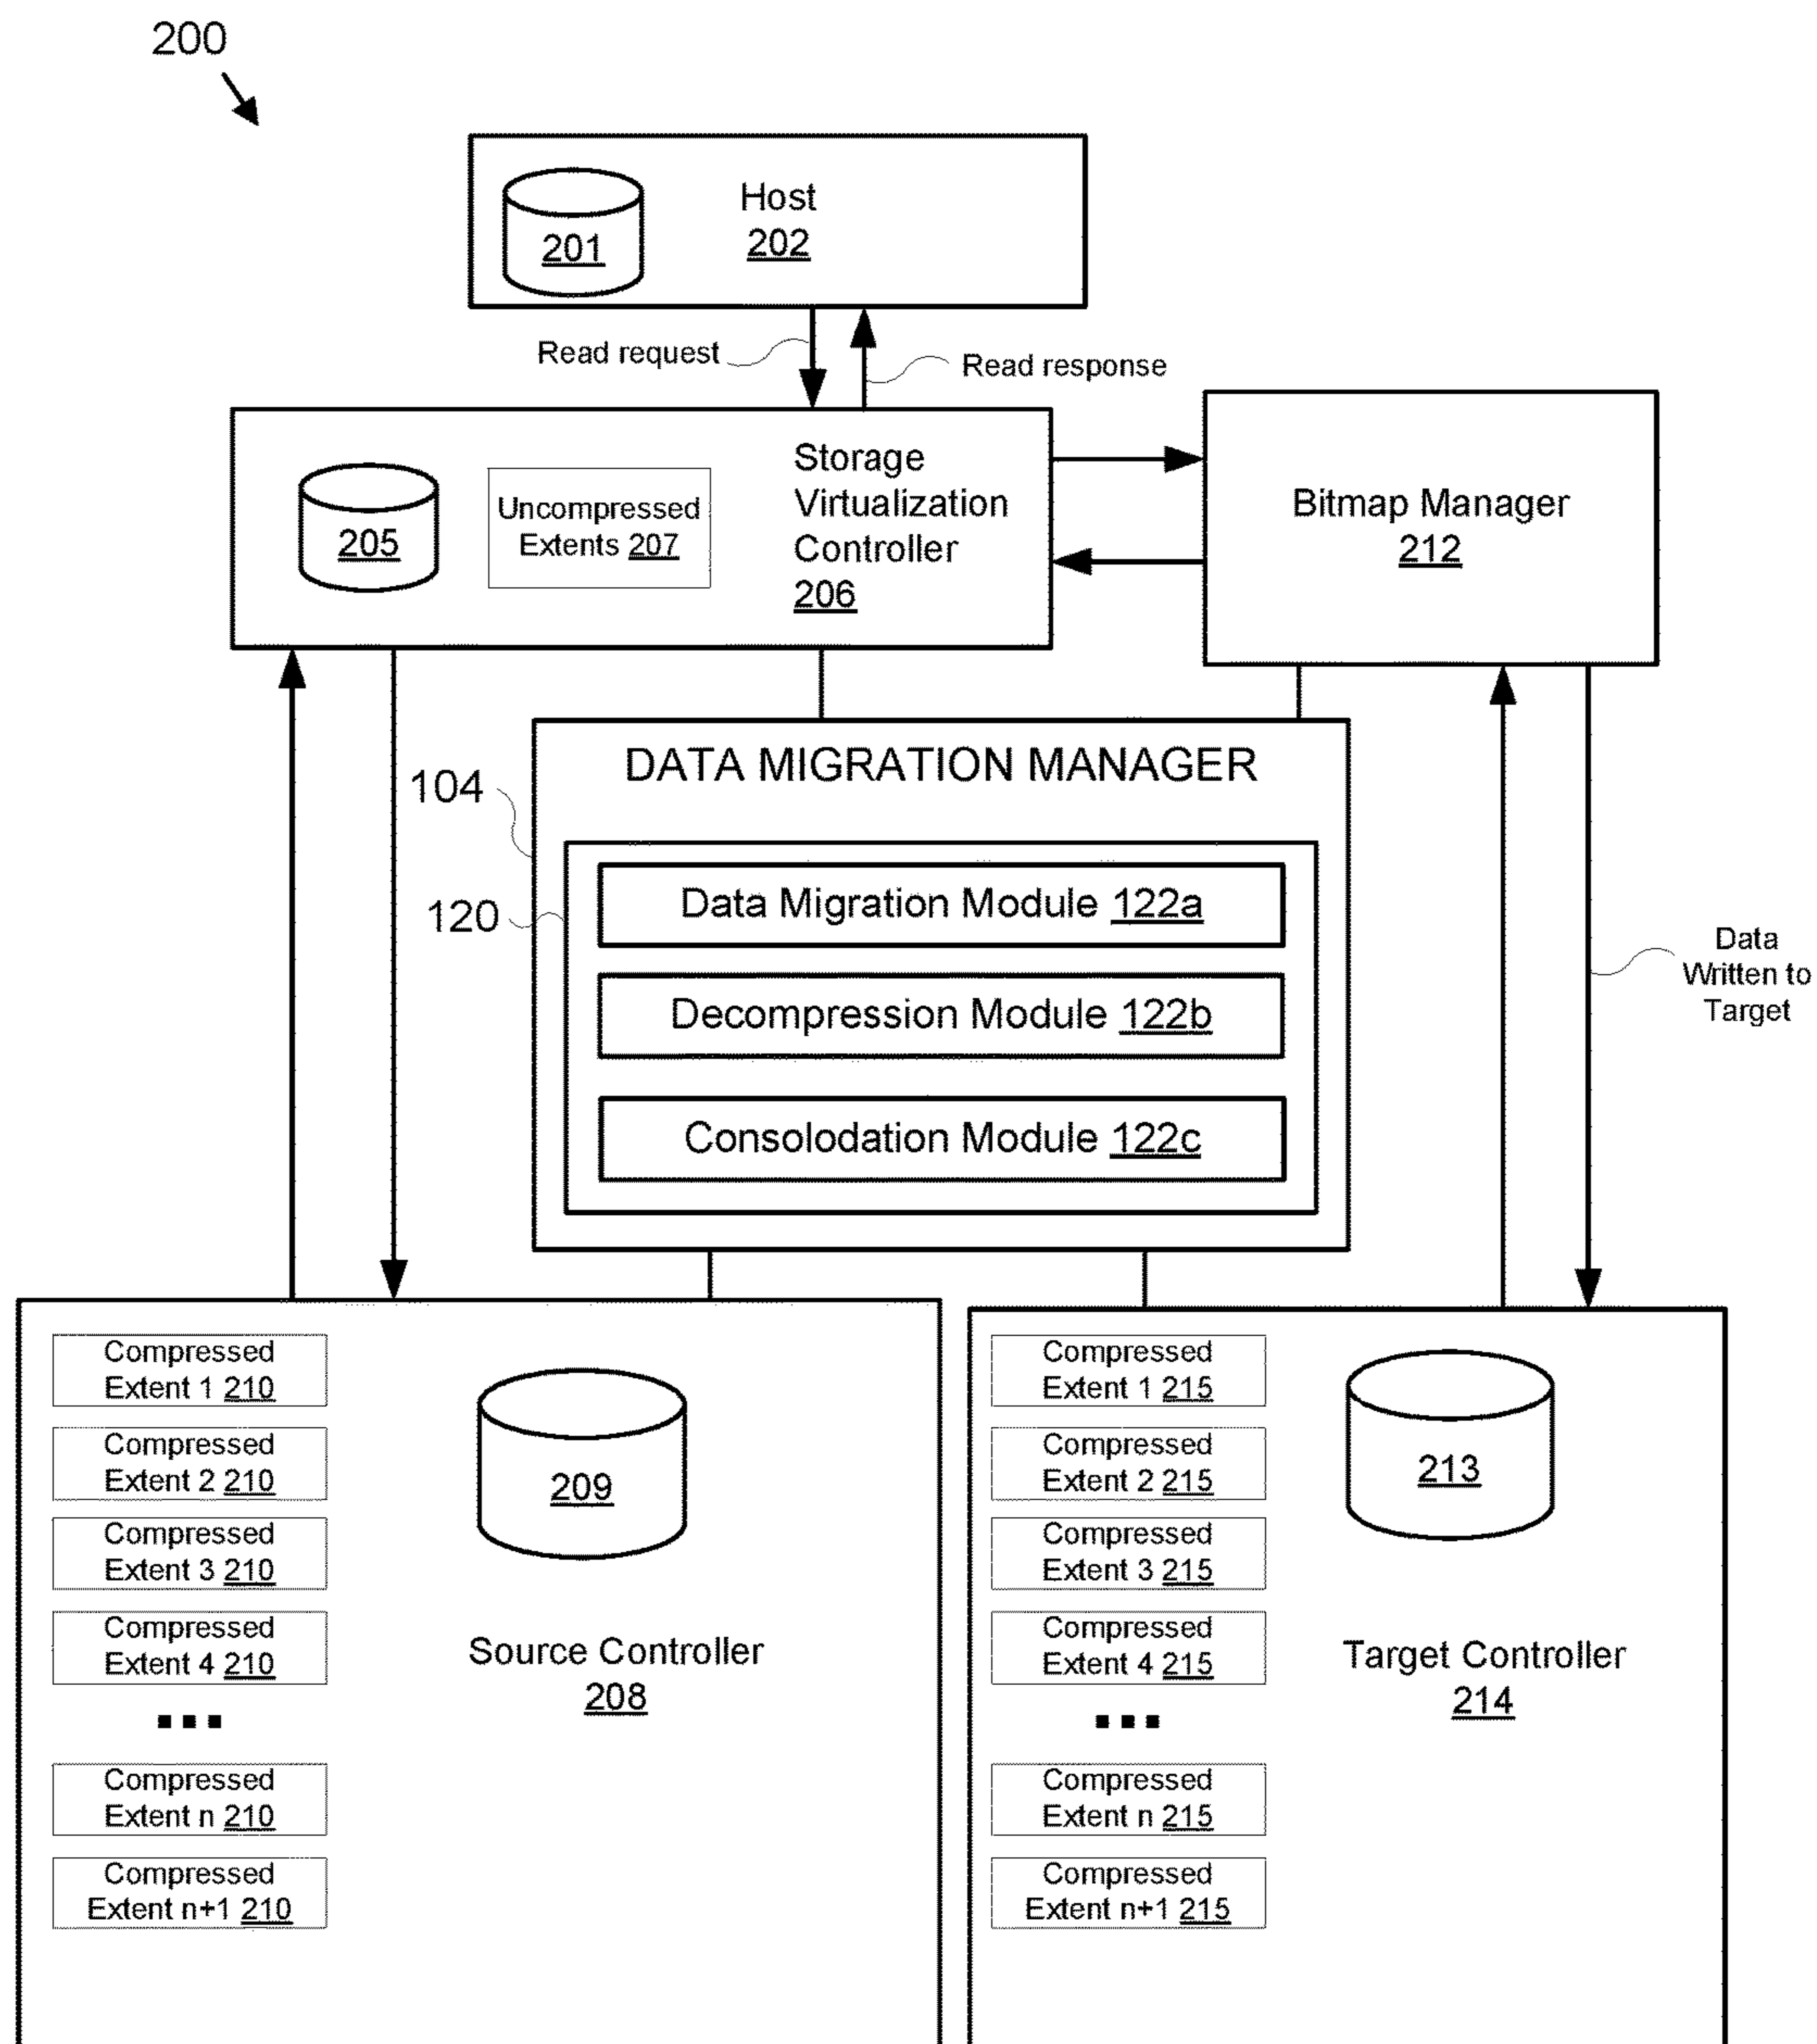 200
Host
202
201
Read request
Read response
Storage
Virtualization
Controller
206
205
Uncompressed
Extents 207
Bitmap Manager
212
DATA MIGRATION MANAGER
104
120
Data Migration Module 122a
Decompression Module 122b
Consolodation Module 122c
Data
Written to
Target
Compressed
Extent 1 210
Compressed
Extent 2 210
Compressed
Extent 3 210
Compressed
Extent 4 210
...
Compressed
Extent n 210
Compressed
Extent n+1 210
209
Source Controller
208
Compressed
Extent 1 215
Compressed
Extent 2 215
Compressed
Extent 3 215
Compressed
Extent 4 215
...
Compressed
Extent n 215
Compressed
Extent n+1 215
213
Target Controller
214